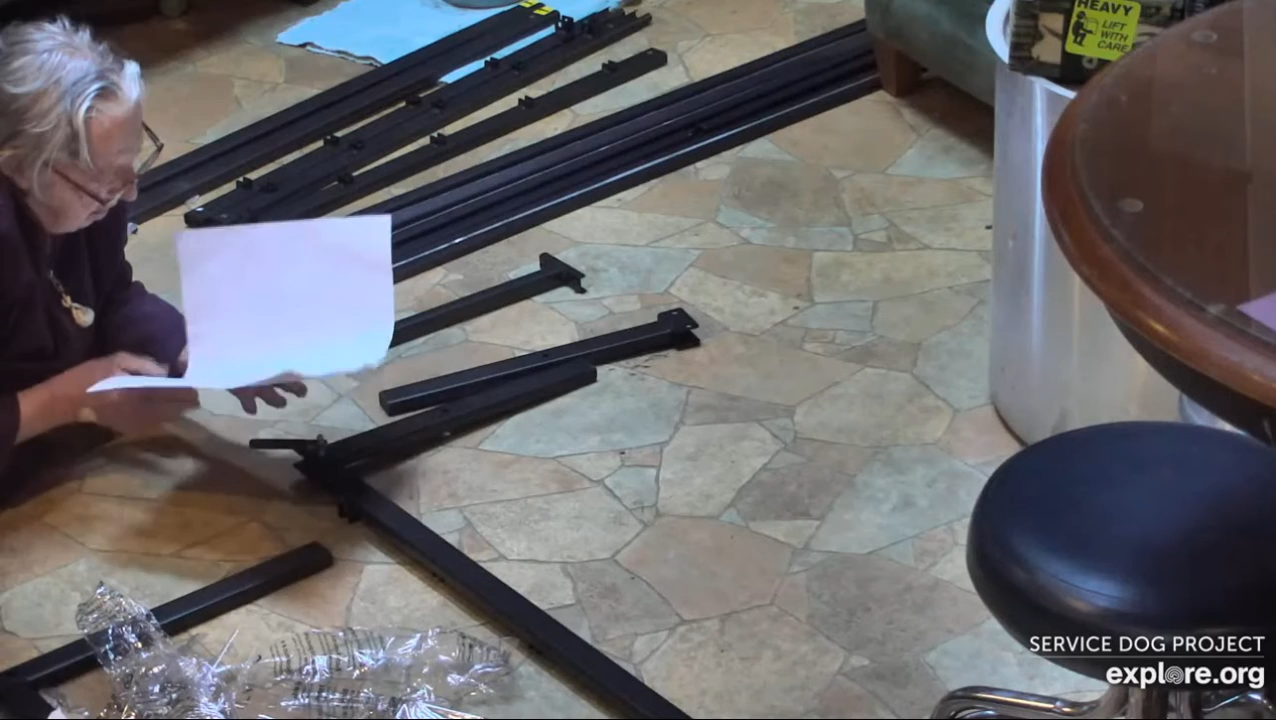 HEAVY
LIFT
WITH
CARE
SERVICE DOG PROJECT
explore.org